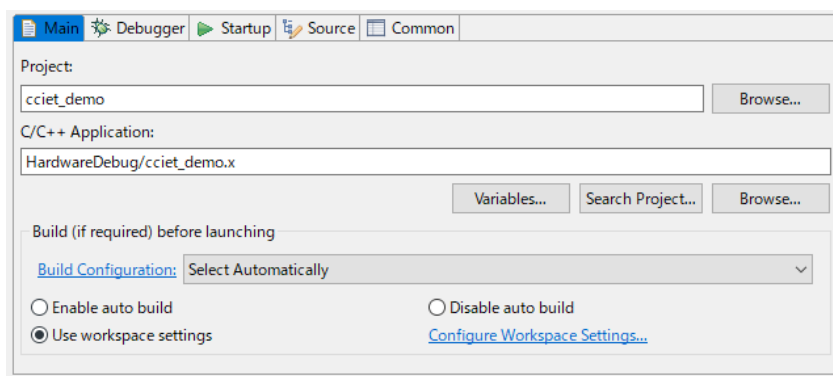 Main Debugger Startup Source Common
Project:
cciet_demo Browse...
C/C++ Application:
HardwareDebug/cciet_demo.x
Variables... Search Project... Browse...
Build (if required) before launching
Build Configuration: Select Automatically
Enable auto build Disable auto build
Use workspace settings Configure Workspace Settings...